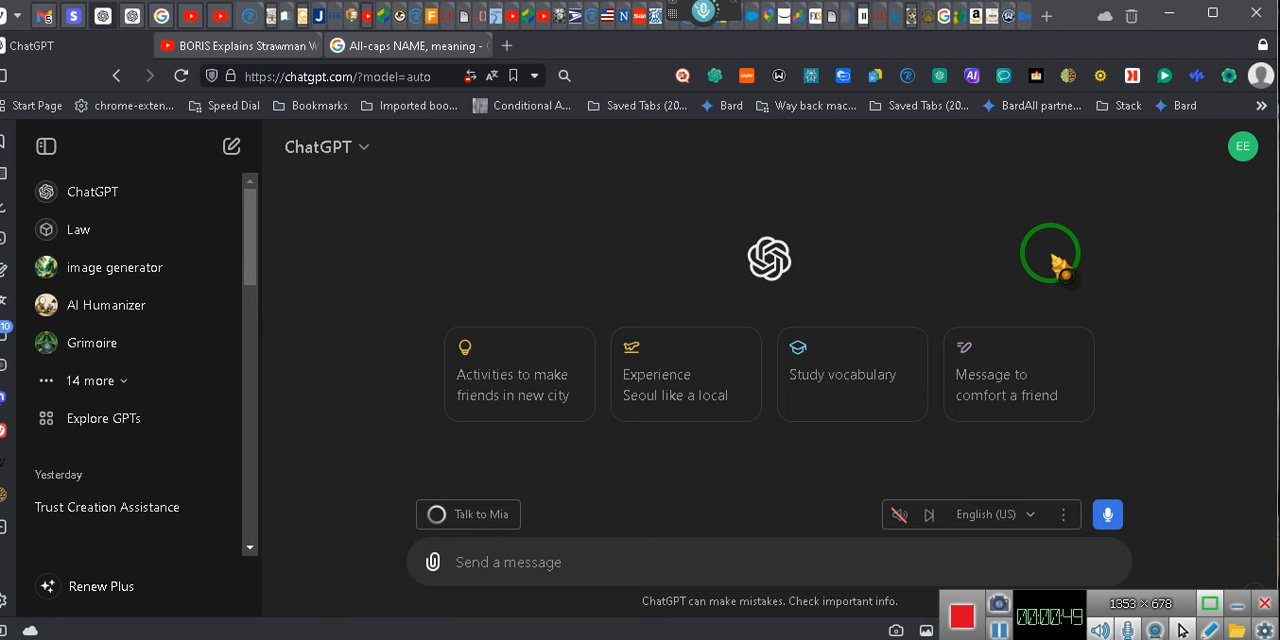 ChatGPT
BORIS Explains Strawman W
All-caps NAME, meaning -
https://chatgpt.com/?model=auto
Start Page
chrome-exten...
Speed Dial
Bookmarks
Imported boo...
Conditional A...
Saved Tabs (20...
Bard
Way back mac...
Saved Tabs (20...
BardAll partne...
Stack
Bard
ChatGPT
EE
ChatGPT
Law
image generator
AI Humanizer
Grimoire
14 more
Explore GPTs
Yesterday
Trust Creation Assistance
Renew Plus
Activities to make
friends in new city
Experience
Seoul like a local
Study vocabulary
Message to
comfort a friend
Talk to Mia
English (US)
Send a message
ChatGPT can make mistakes. Check important info.
00:00:49
1353 × 678
10